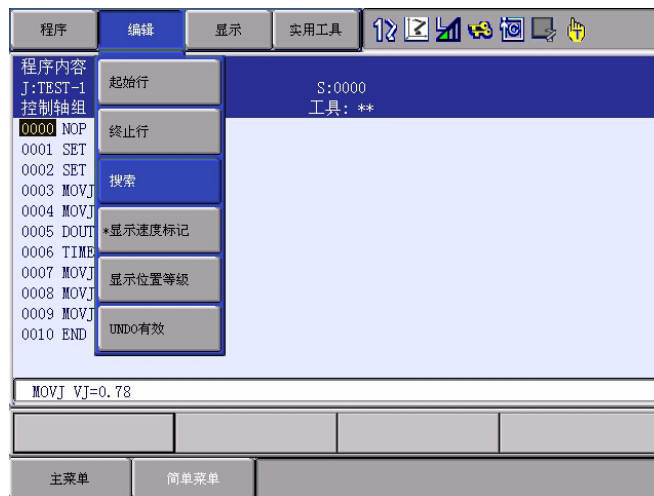 程序 编辑 显示 实用工具
程序内容
J:TEST-1 S:0000
控制轴组 工具: **
0000 NOP
0001 SET
0002 SET
0003 MOVJ
0004 MOVJ
0005 DOUT
0006 TIME
0007 MOVJ
0008 MOVJ
0009 MOVJ
0010 END
起始行
终止行
搜索
*显示速度标记
显示位置等级
UNDO有效
MOVJ VJ=0.78
主菜单 简单菜单